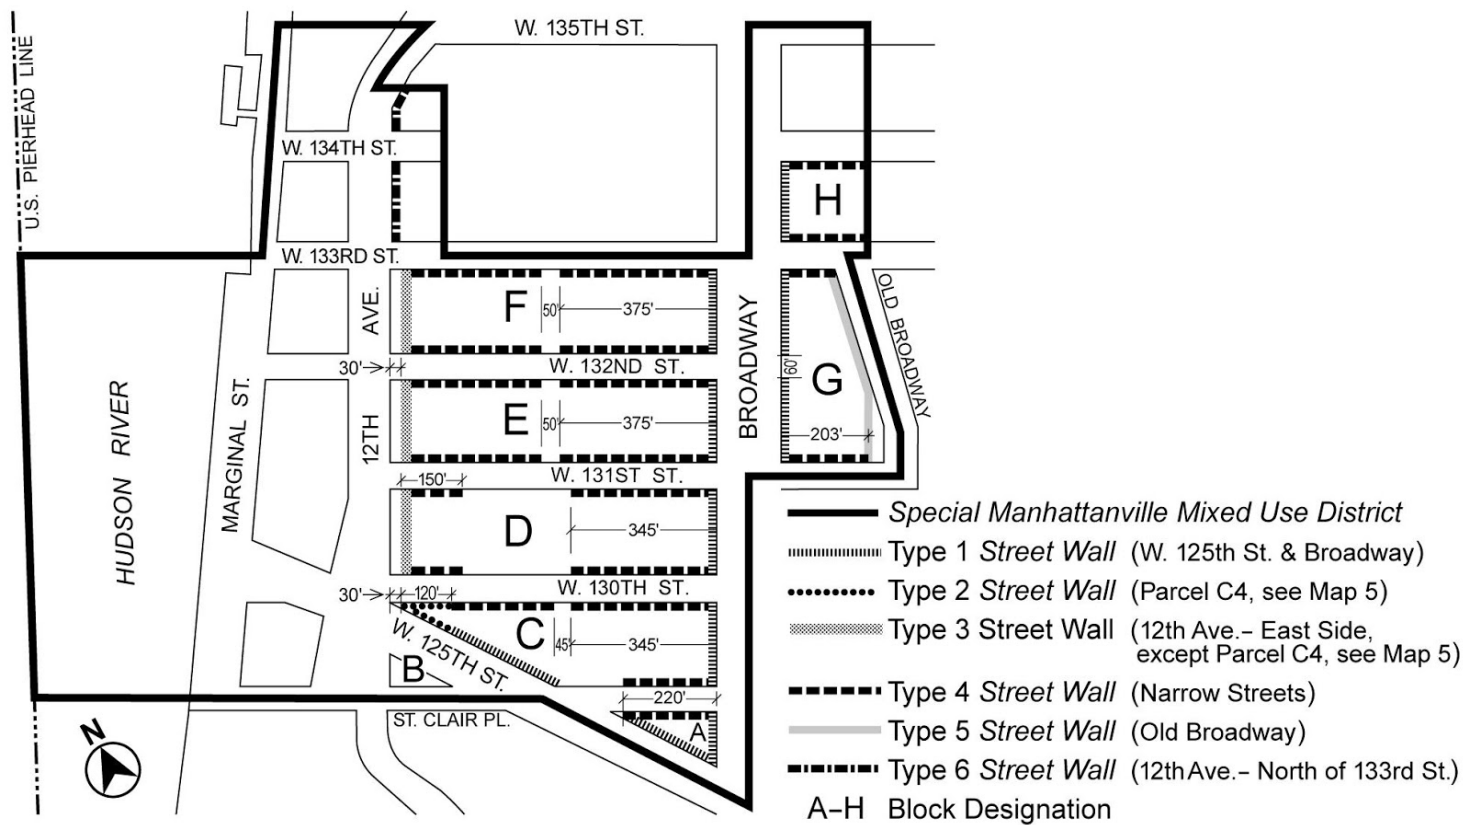 W. 135TH ST.
U.S. PIERHEAD LINE
W. 134TH ST.
H
W. 133RD ST.
AVE.
F
50'
375'
BROADWAY
OLD BROADWAY
30'
W. 132ND ST.
60'
G
HUDSON RIVER
MARGINAL ST.
12TH
E
50'
375'
203'
150'
W. 131ST ST.
D
345'
Special Manhattanville Mixed Use District
Type 1 Street Wall (W. 125th St. & Broadway)
30'
120'
W. 130TH ST.
Type 2 Street Wall (Parcel C4, see Map 5)
C
45'
345'
W. 125TH ST.
B
Type 3 Street Wall (12th Ave.– East Side,
except Parcel C4, see Map 5)
220'
Type 4 Street Wall (Narrow Streets)
ST. CLAIR PL.
A
N
Type 5 Street Wall (Old Broadway)
Type 6 Street Wall (12th Ave.– North of 133rd St.)
A–H Block Designation